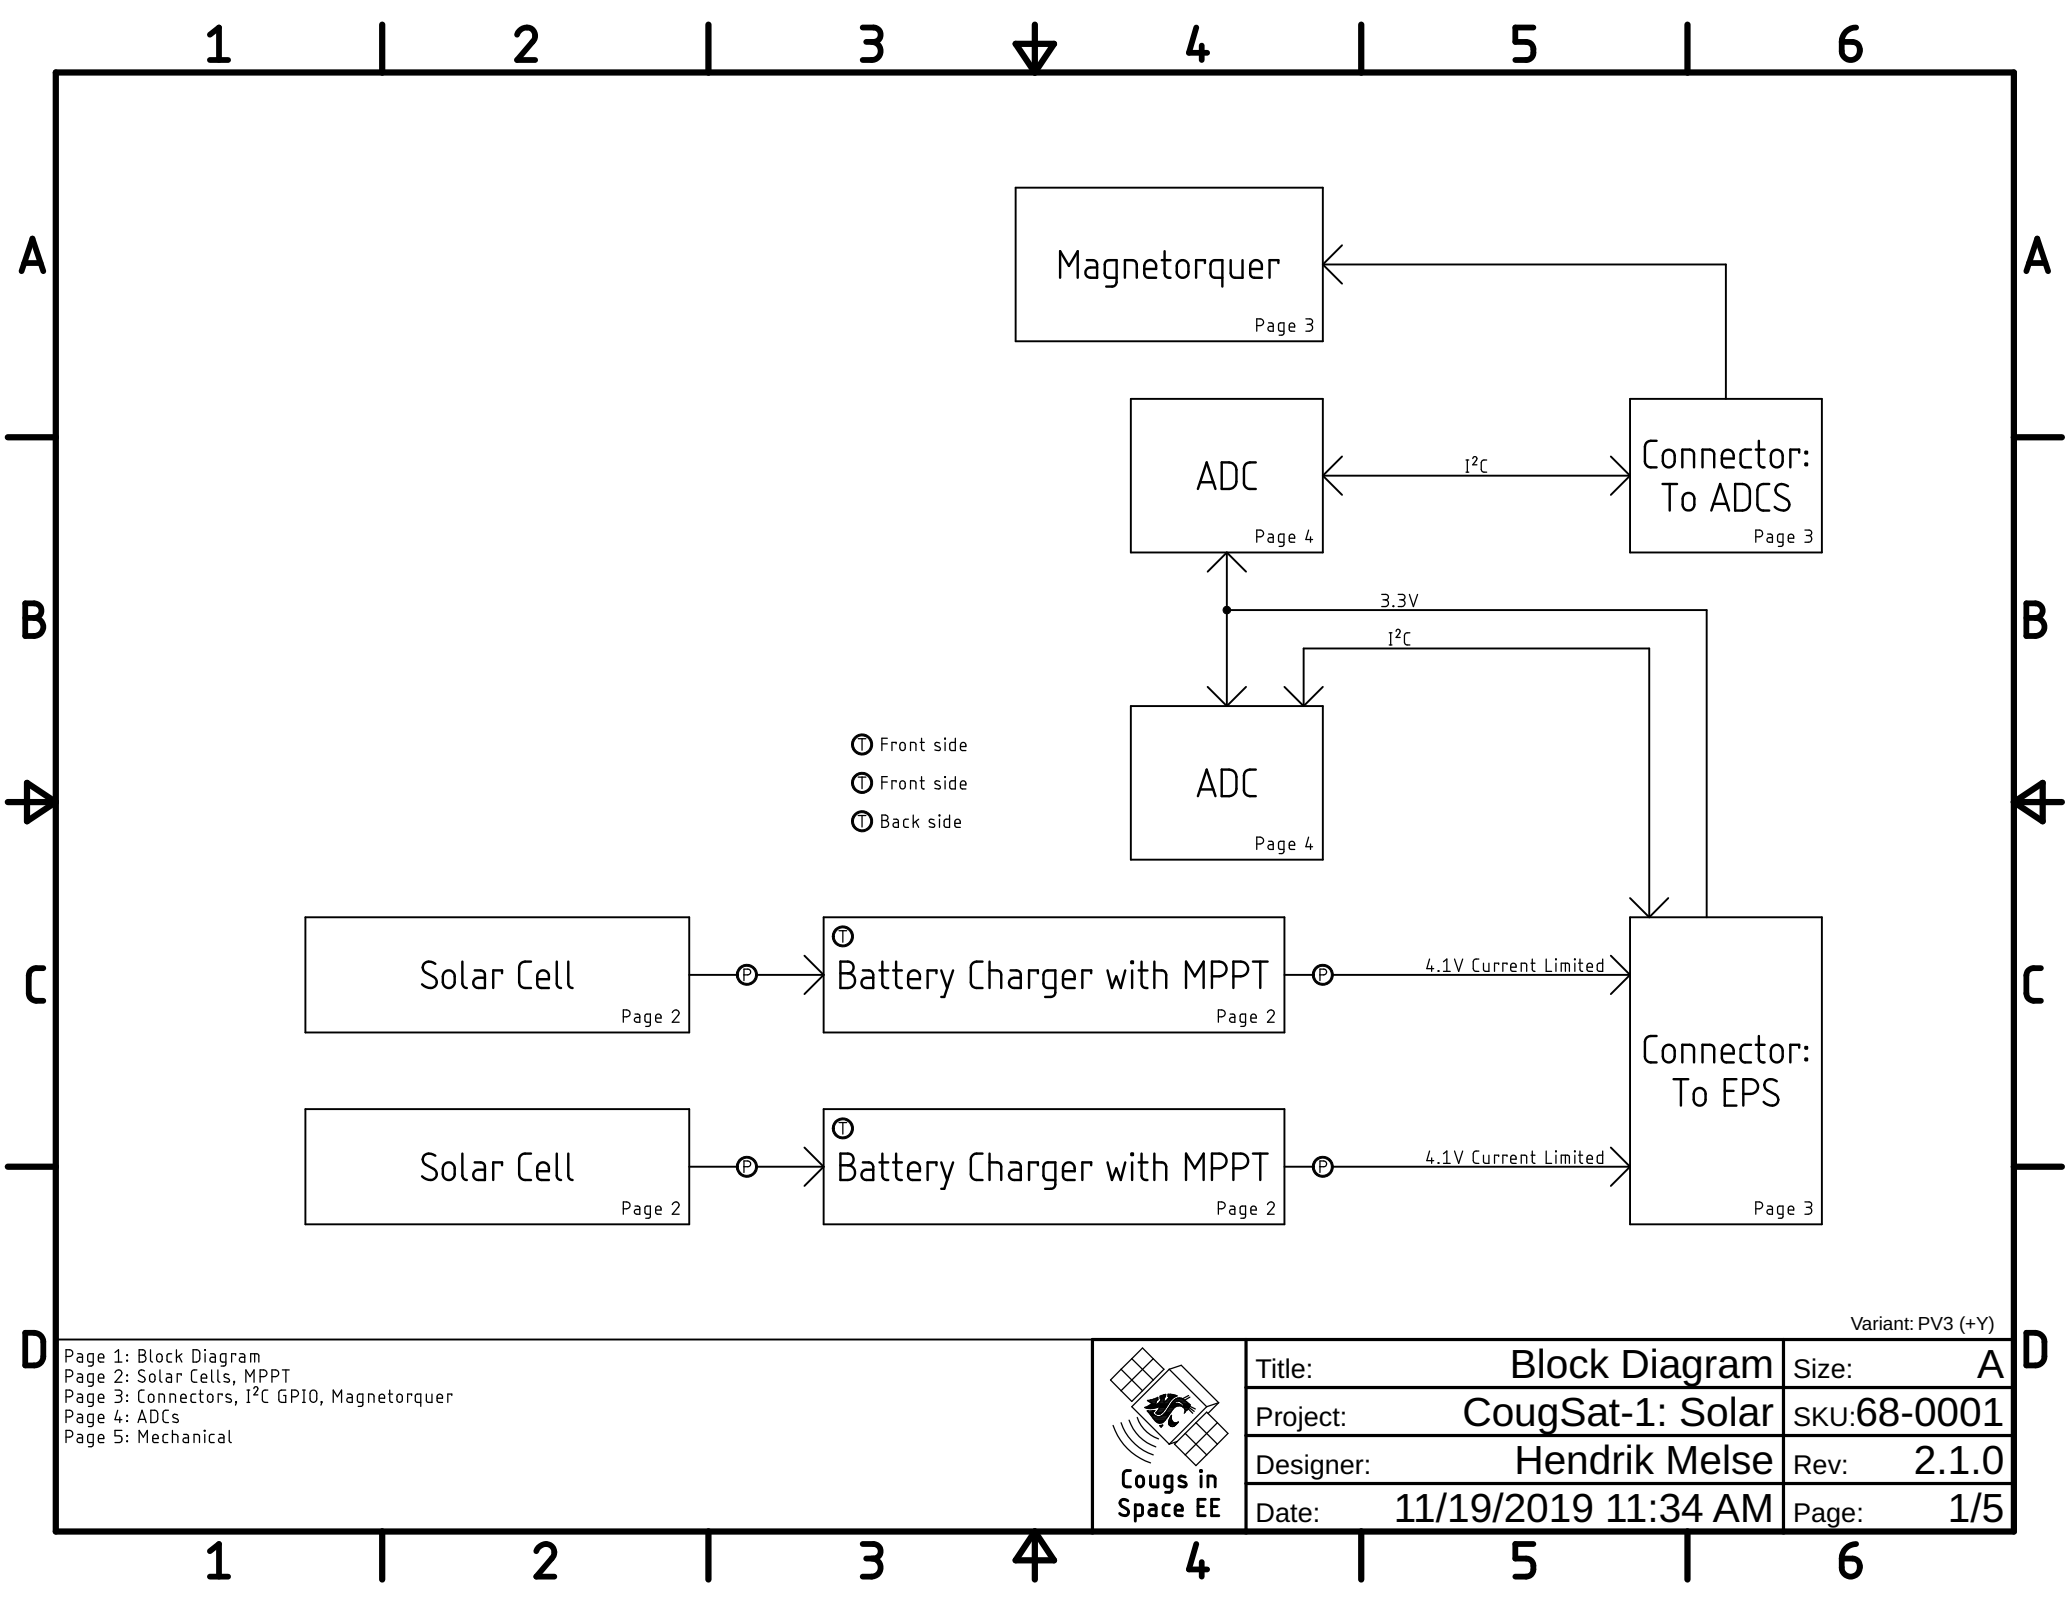 1 2 3 4 5 6
A A
Magnetorquer
Page 3
ADC
Page 4
I²C
Connector:
To ADCS
Page 3
B B
3.3V
I²C
T Front side
T Front side
T Back side
ADC
Page 4
C C
Solar Cell
Page 2
P
T
Battery Charger with MPPT
Page 2
P
4.1V Current Limited
Connector:
To EPS
Page 3
Solar Cell
Page 2
P
T
Battery Charger with MPPT
Page 2
P
4.1V Current Limited
Variant: PV3 (+Y)
D D
Page 1: Block Diagram
Page 2: Solar Cells, MPPT
Page 3: Connectors, I²C GPIO, Magnetorquer
Page 4: ADCs
Page 5: Mechanical
Cougs in
Space EE
Title: Block Diagram Size: A
Project: CougSat-1: Solar SKU: 68-0001
Designer: Hendrik Melse Rev: 2.1.0
Date: 11/19/2019 11:34 AM Page: 1/5
1 2 3 4 5 6